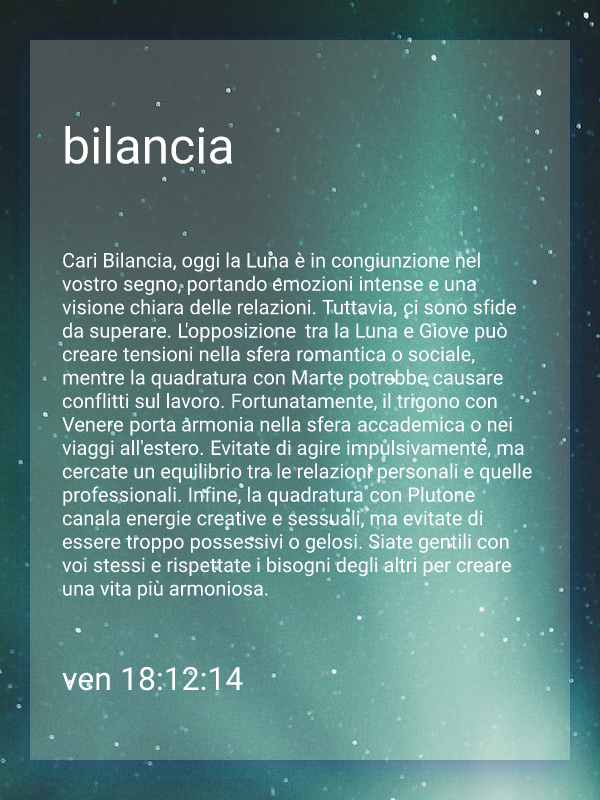 bilancia
Cari Bilancia, oggi la Luna è in congiunzione nel
vostro segno, portando emozioni intense e una
visione chiara delle relazioni. Tuttavia, ci sono sfide
da superare. L'opposizione  tra la Luna e Giove può
creare tensioni nella sfera romantica o sociale,
mentre la quadratura con Marte potrebbe causare
conflitti sul lavoro. Fortunatamente, il trigono con
Venere porta armonia nella sfera accademica o nei
viaggi all'estero. Evitate di agire impulsivamente, ma
cercate un equilibrio tra le relazioni personali e quelle
professionali. Infine, la quadratura con Plutone
canala energie creative e sessuali, ma evitate di
essere troppo possessivi o gelosi. Siate gentili con
voi stessi e rispettate i bisogni degli altri per creare
una vita più armoniosa.
ven 18:12:14